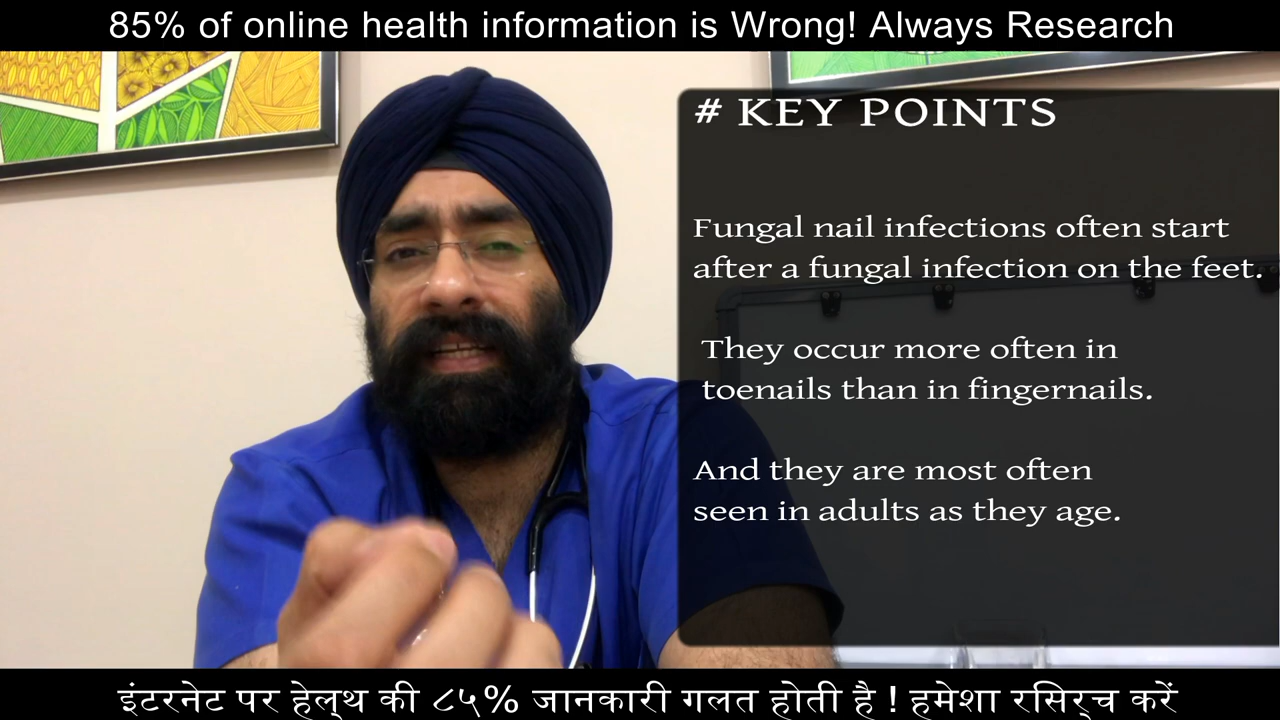 85% of online health information is Wrong! Always Research
# KEY POINTS
Fungal nail infections often start
after a fungal infection on the feet.
They occur more often in
toenails than in fingernails.
And they are most often
seen in adults as they age.
इंटरनेट पर हेल्थ की ८५% जानकारी गलत होती है ! हमेशा रसिर्च करें